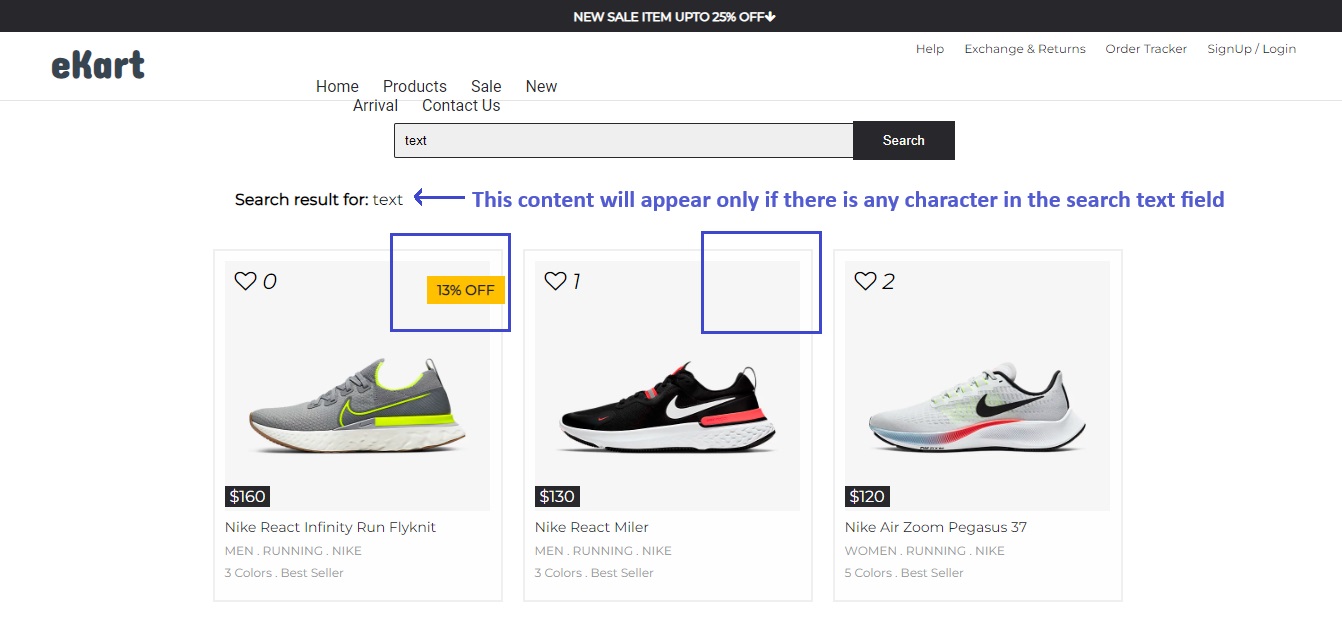 NEW SALE ITEM UPTO 25% OFF
eKart
Help Exchange & Returns Order Tracker SignUp / Login
Home Products Sale New
Arrival Contact Us
text Search
Search result for: text This content will appear only if there is any character in the search text field
0 13% OFF 1 2
$160 $130 $120
Nike React Infinity Run Flyknit Nike React Miler Nike Air Zoom Pegasus 37
MEN . RUNNING . NIKE MEN . RUNNING . NIKE WOMEN . RUNNING . NIKE
3 Colors . Best Seller 3 Colors . Best Seller 5 Colors . Best Seller